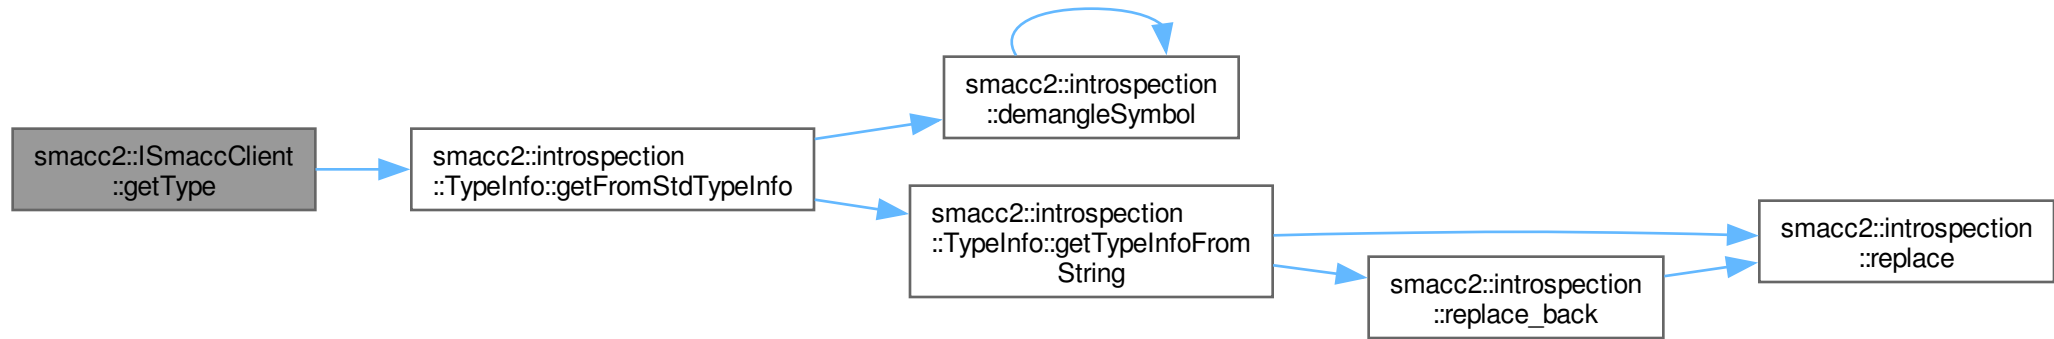 smacc2::ISmaccClient
::getType
smacc2::introspection
::TypeInfo::getFromStdTypeInfo
smacc2::introspection
::demangleSymbol
smacc2::introspection
::TypeInfo::getTypeInfoFrom
String
smacc2::introspection
::replace_back
smacc2::introspection
::replace